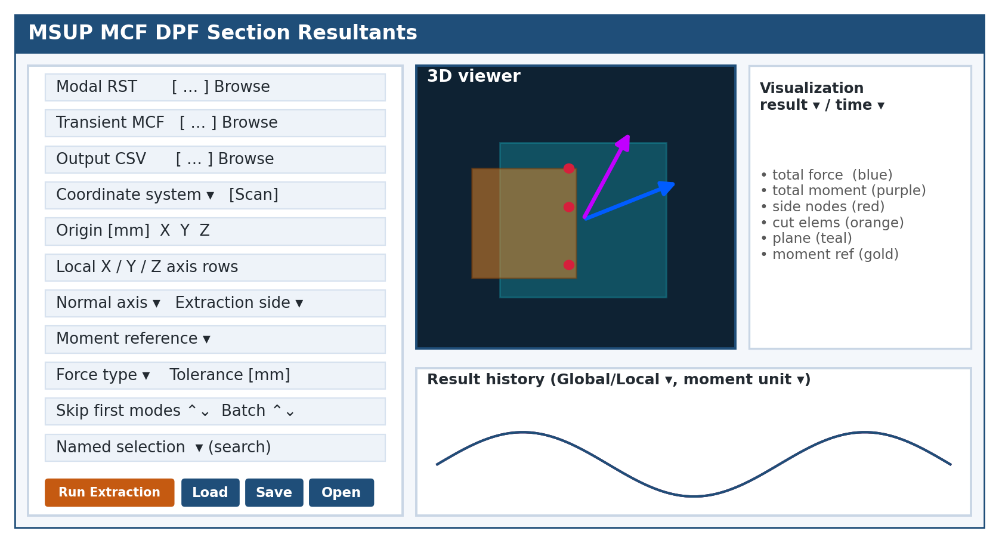 MSUP MCF DPF Section Resultants
Modal RST [ … ] Browse
Transient MCF [ … ] Browse
Output CSV [ … ] Browse
Coordinate system ▾ [Scan]
Origin [mm] X Y Z
Local X / Y / Z axis rows
Normal axis ▾ Extraction side ▾
Moment reference ▾
Force type ▾ Tolerance [mm]
Skip first modes ⌃⌄ Batch ⌃⌄
Named selection ▾ (search)
Run Extraction Load Save Open
3D viewer
Visualization
result ▾ / time ▾
• total force (blue)
• total moment (purple)
• side nodes (red)
• cut elems (orange)
• plane (teal)
• moment ref (gold)
Result history (Global/Local ▾, moment unit ▾)